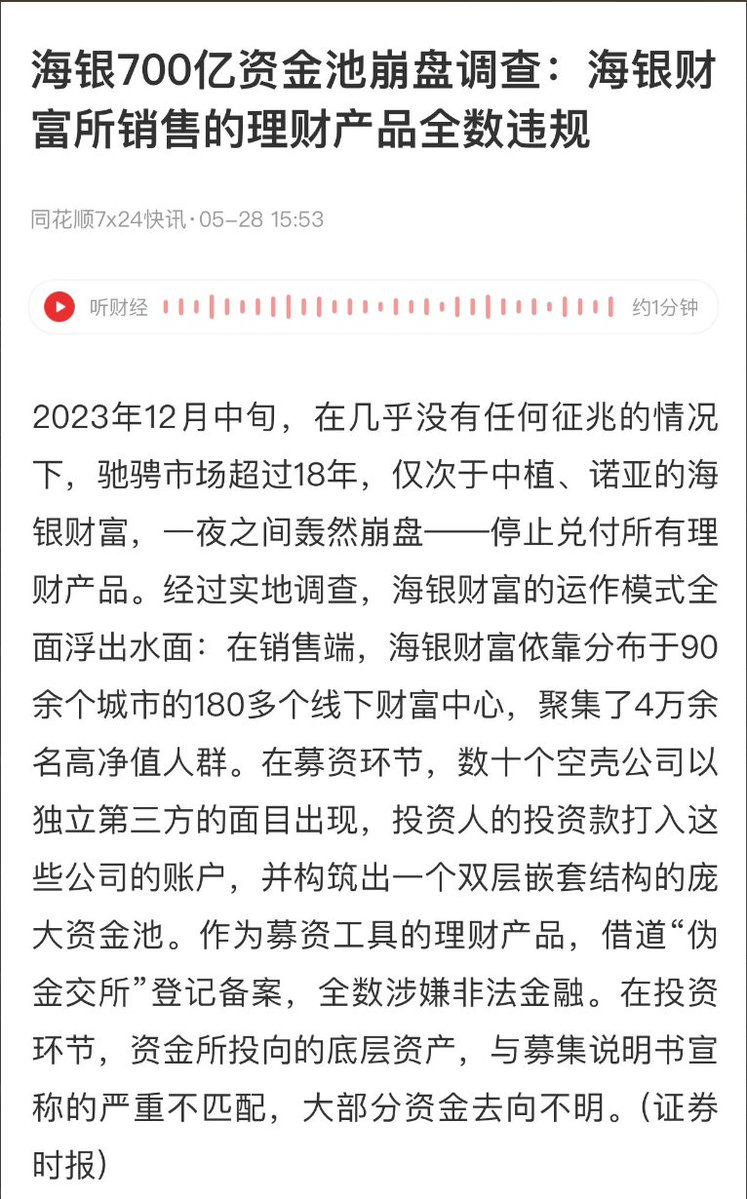 海银700亿资金池崩盘调查：海银财
富所销售的理财产品全数违规
同花顺7x24快讯·05-28 15:53
听财经 约1分钟
2023年12月中旬，在几乎没有任何征兆的情况
下，驰骋市场超过18年，仅次于中植、诺亚的海
银财富，一夜之间轰然崩盘——停止兑付所有理
财产品。经过实地调查，海银财富的运作模式全
面浮出水面：在销售端，海银财富依靠分布于90
余个城市的180多个线下财富中心，聚集了4万余
名高净值人群。在募资环节，数十个空壳公司以
独立第三方的面目出现，投资人的投资款打入这
些公司的账户，并构筑出一个双层嵌套结构的庞
大资金池。作为募资工具的理财产品，借道“伪
金交所”登记备案，全数涉嫌非法金融。在投资
环节，资金所投向的底层资产，与募集说明书宣
称的严重不匹配，大部分资金去向不明。（证券
时报）